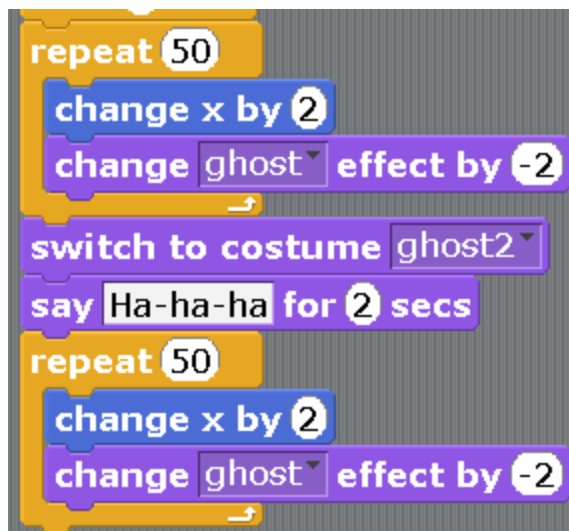 repeat 50
change x by 2
change ghost effect by -2
switch to costume ghost2
say Ha-ha-ha for 2 secs
repeat 50
change x by 2
change ghost effect by -2